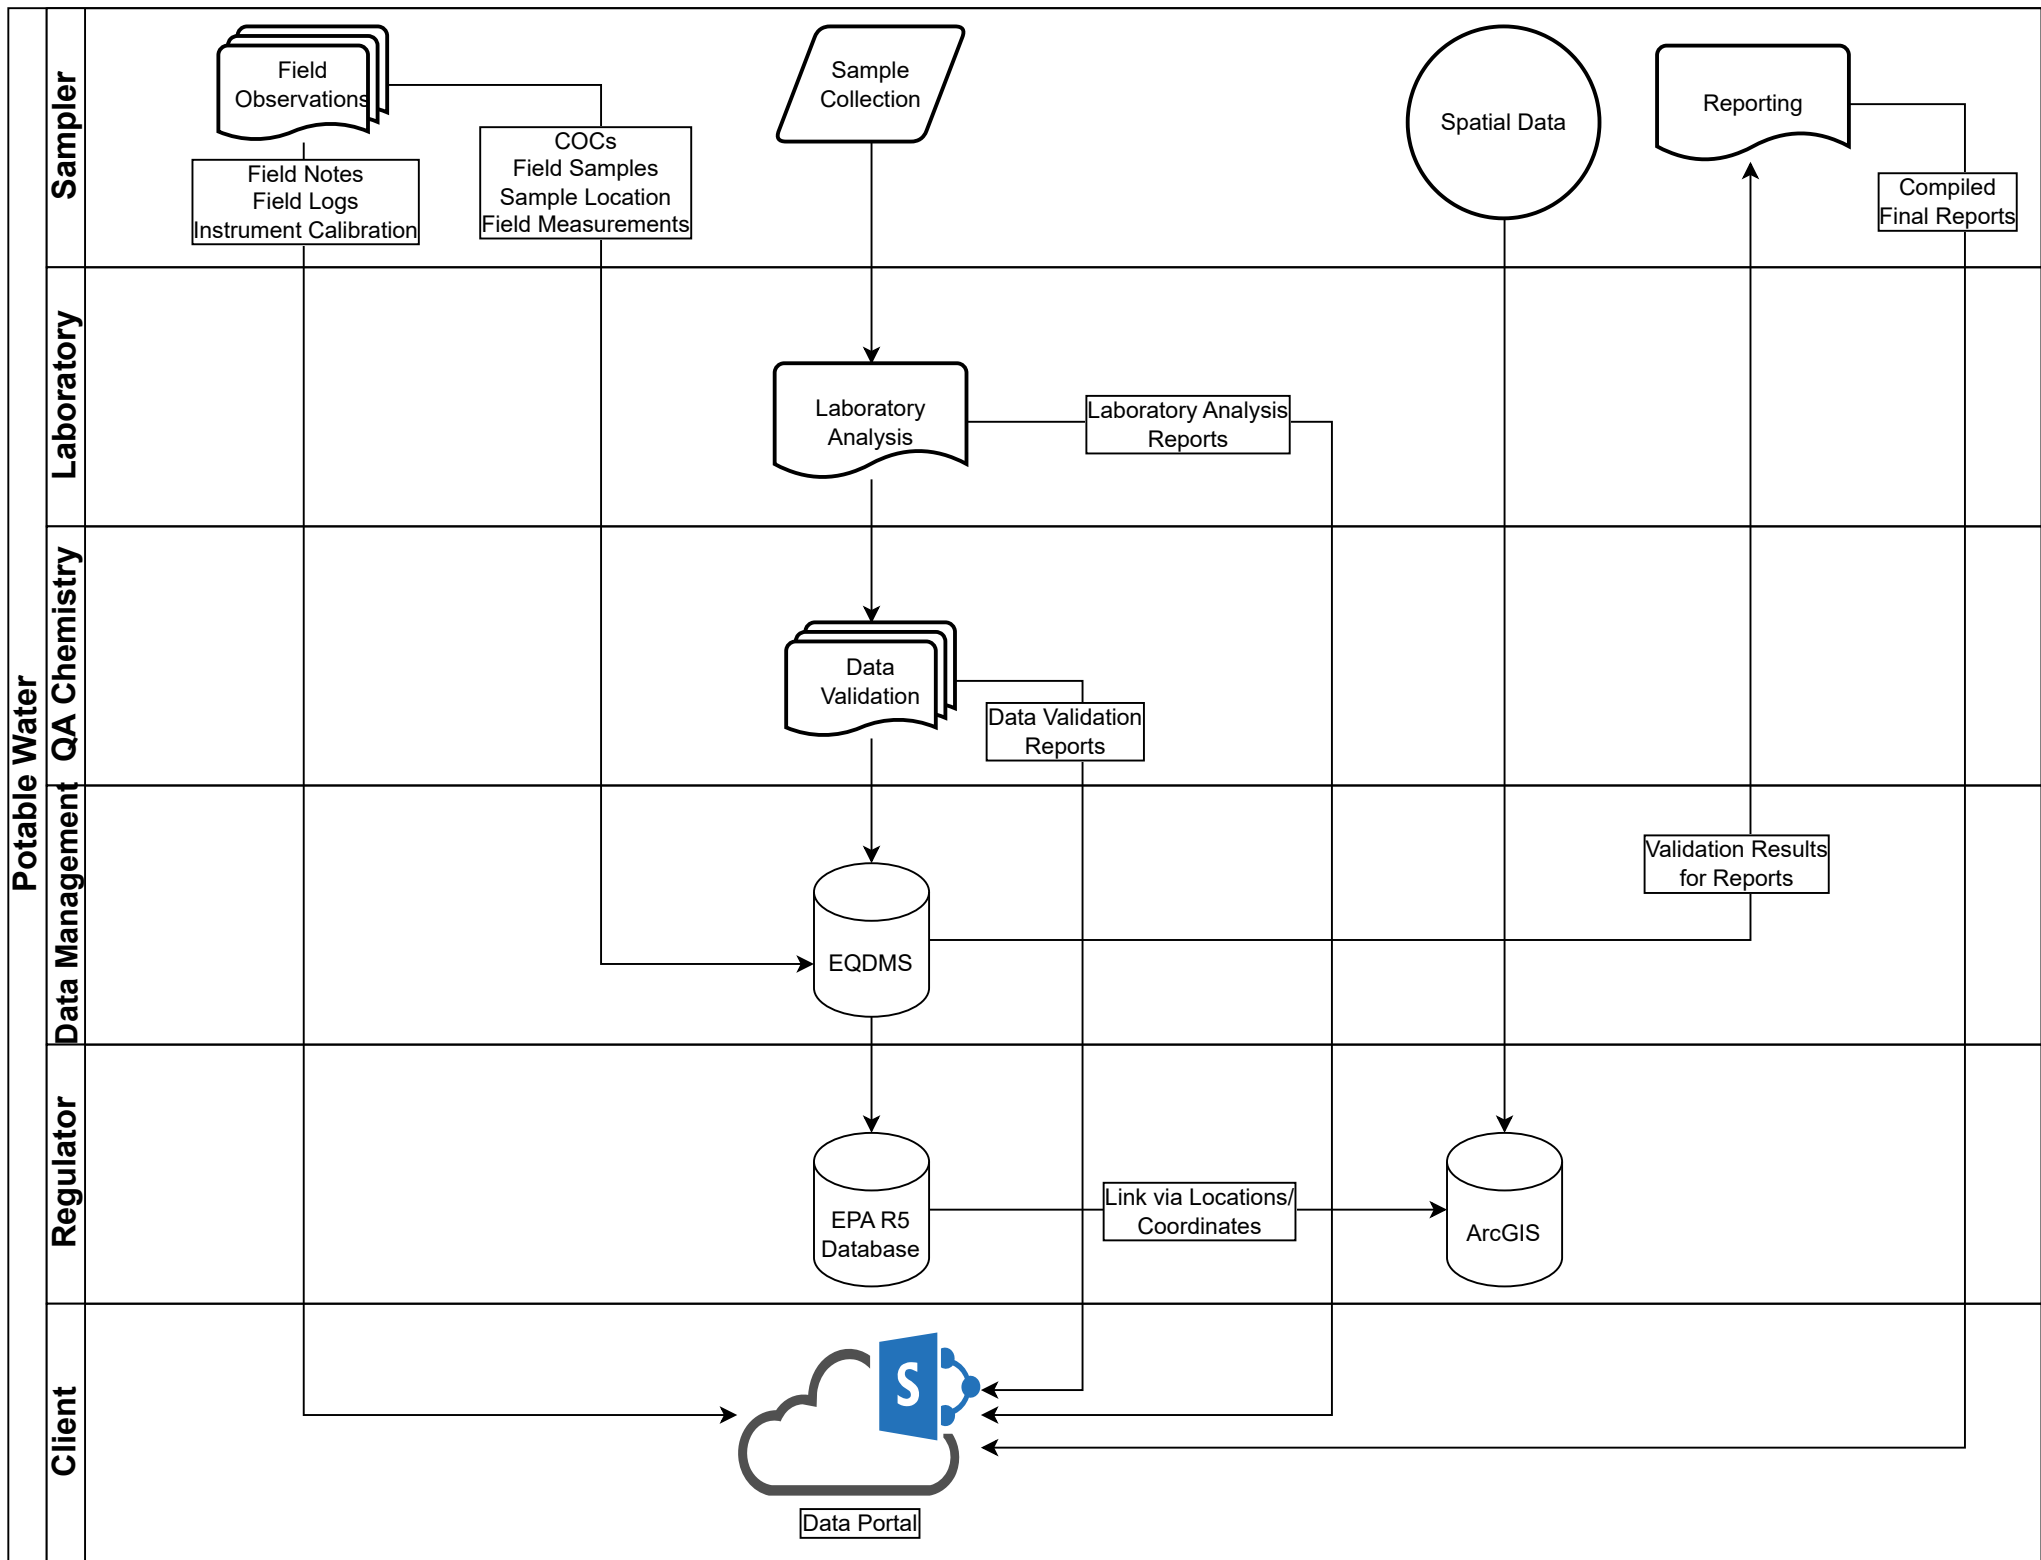 Potable Water
Sampler
Field
Observations
Sample
Collection
Spatial Data
Reporting
COCs
Field Samples
Sample Location
Field Measurements
Field Notes
Field Logs
Instrument Calibration
Compiled
Final Reports
Laboratory
Laboratory
Analysis
Laboratory Analysis
Reports
QA Chemistry
Data
Validation
Data Validation
Reports
Data Management
EQDMS
Validation Results
for Reports
Regulator
EPA R5
Database
Link via Locations/
Coordinates
ArcGIS
Client
S
Data Portal